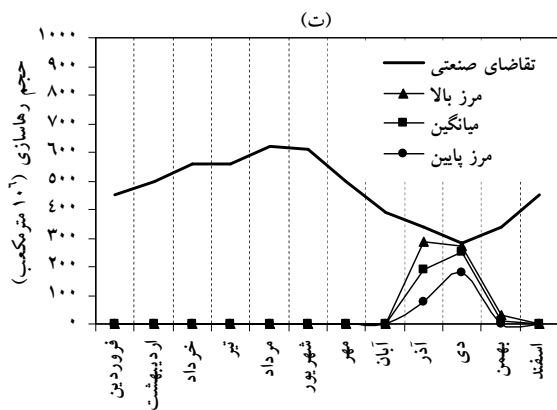 (ت)
حجم رهاسازی (۱۰^۶ مترمکعب)
۱۰۰۰
۹۰۰
۸۰۰
۷۰۰
۶۰۰
۵۰۰
۴۰۰
۳۰۰
۲۰۰
۱۰۰
۰
تقاضای صنعتی
مرز بالا
میانگین
مرز پایین
فروردین
اردیبهشت
خرداد
تیر
مرداد
شهریور
مهر
آبان
آذر
دی
بهمن
اسفند